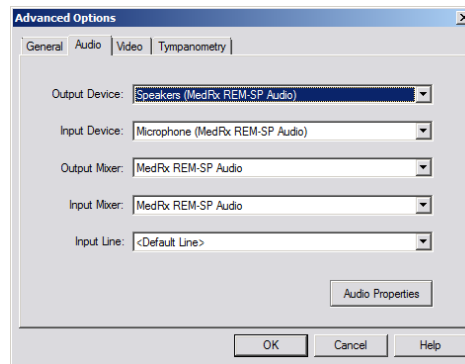 Advanced Options
General Audio Video Tympanometry
Output Device: Speakers (MedRx REM-SP Audio)
Input Device: Microphone (MedRx REM-SP Audio)
Output Mixer: MedRx REM-SP Audio
Input Mixer: MedRx REM-SP Audio
Input Line: <Default Line>
Audio Properties
OK Cancel Help